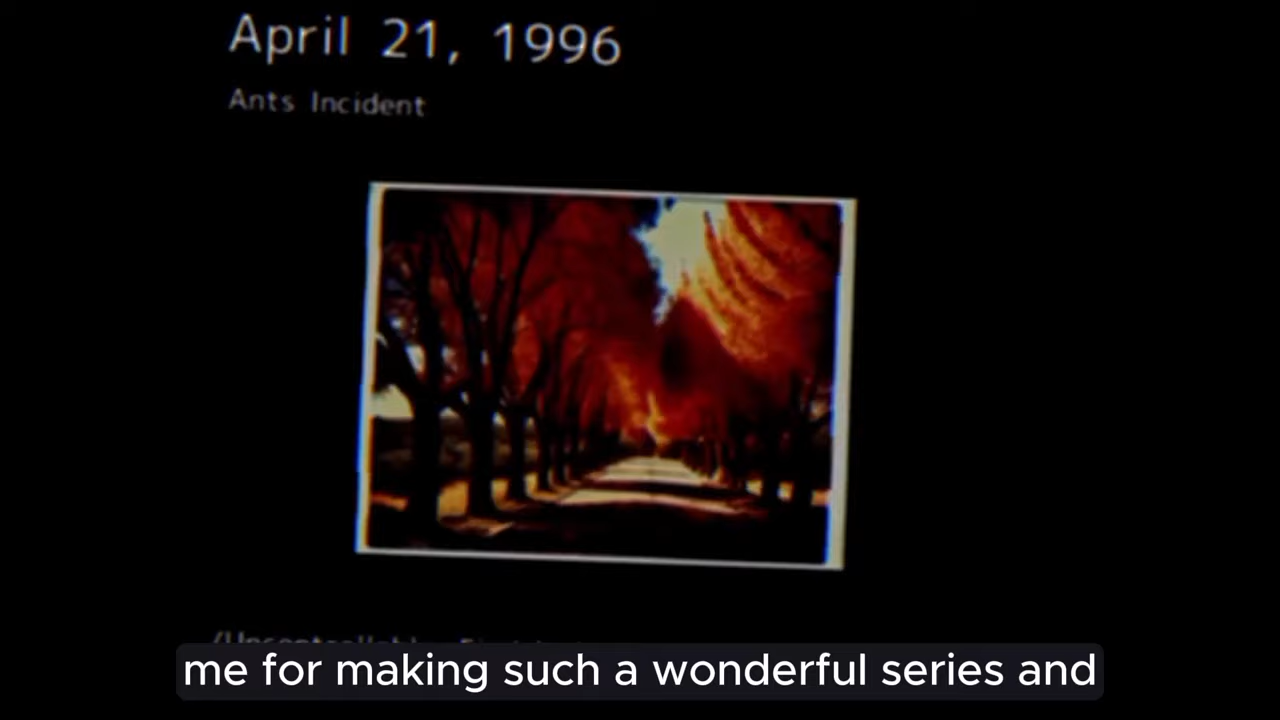 April 21, 1996
Ants Incident
me for making such a wonderful series and